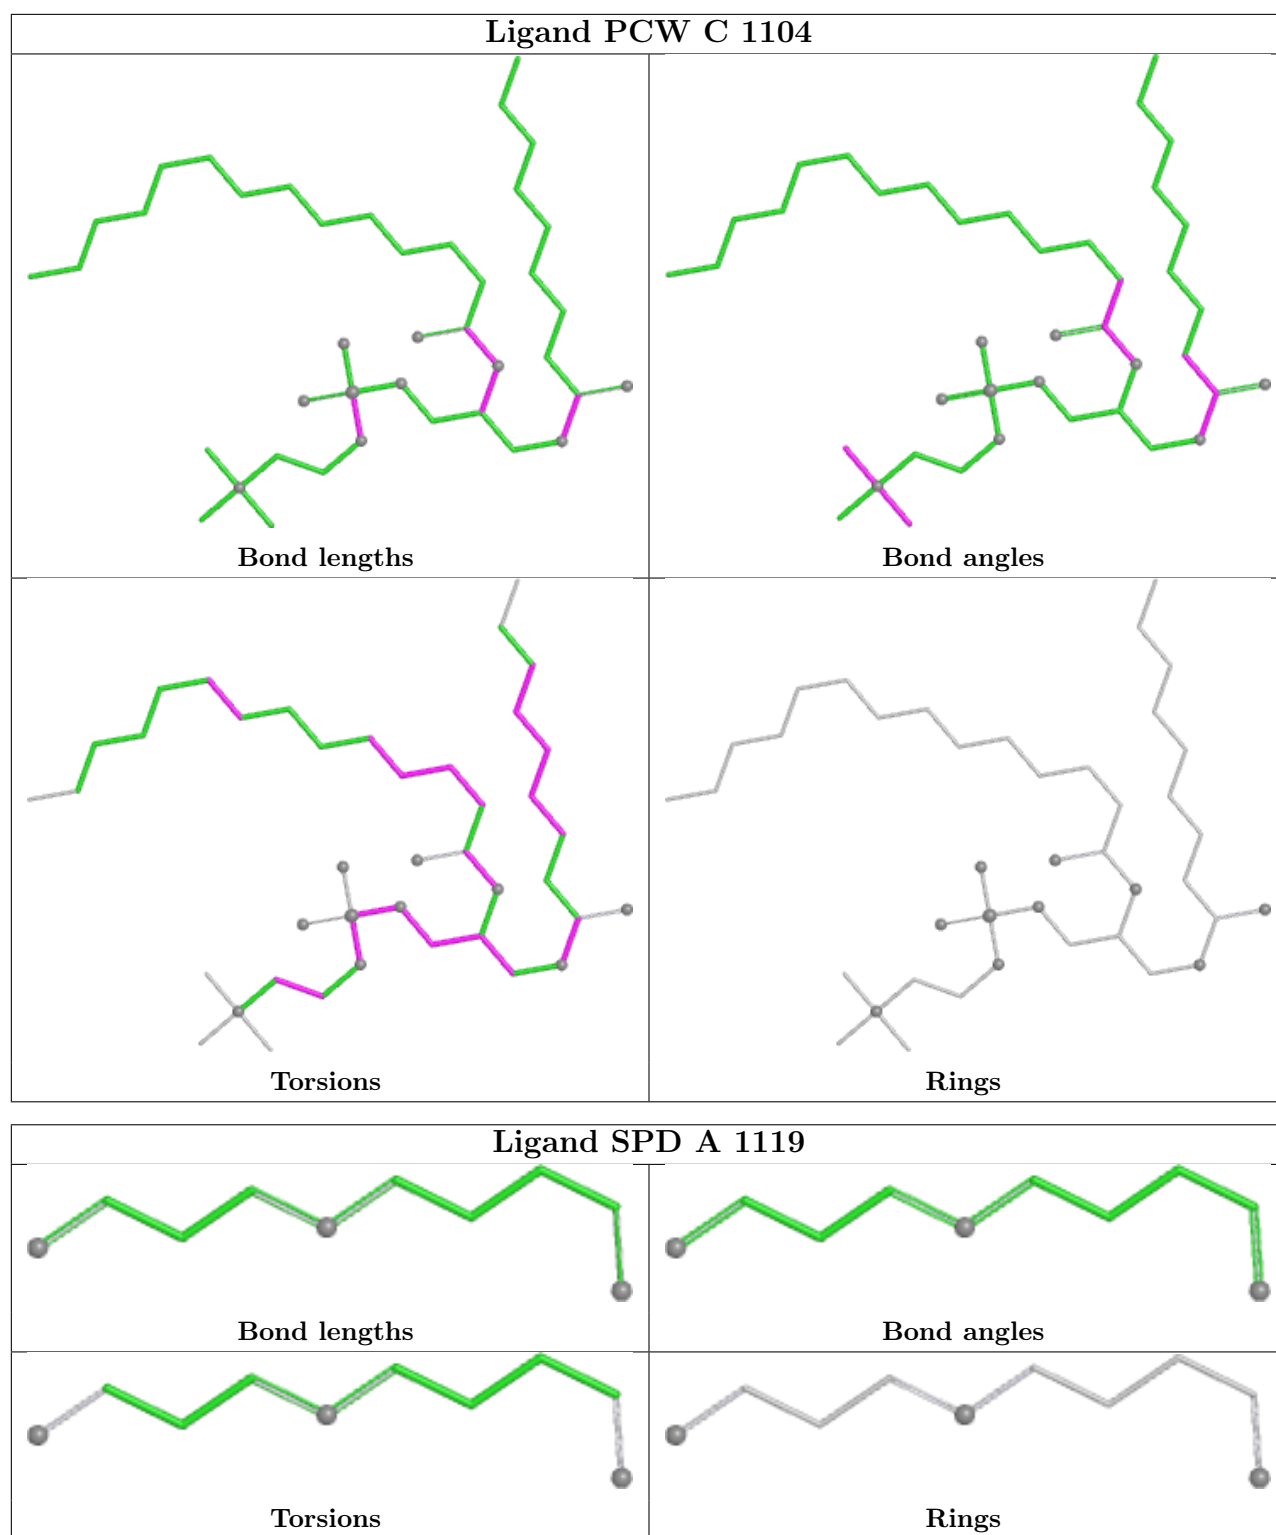 Ligand PCW C 1104
Bond lengths
Bond angles
Torsions
Rings
Ligand SPD A 1119
Bond lengths
Bond angles
Torsions
Rings